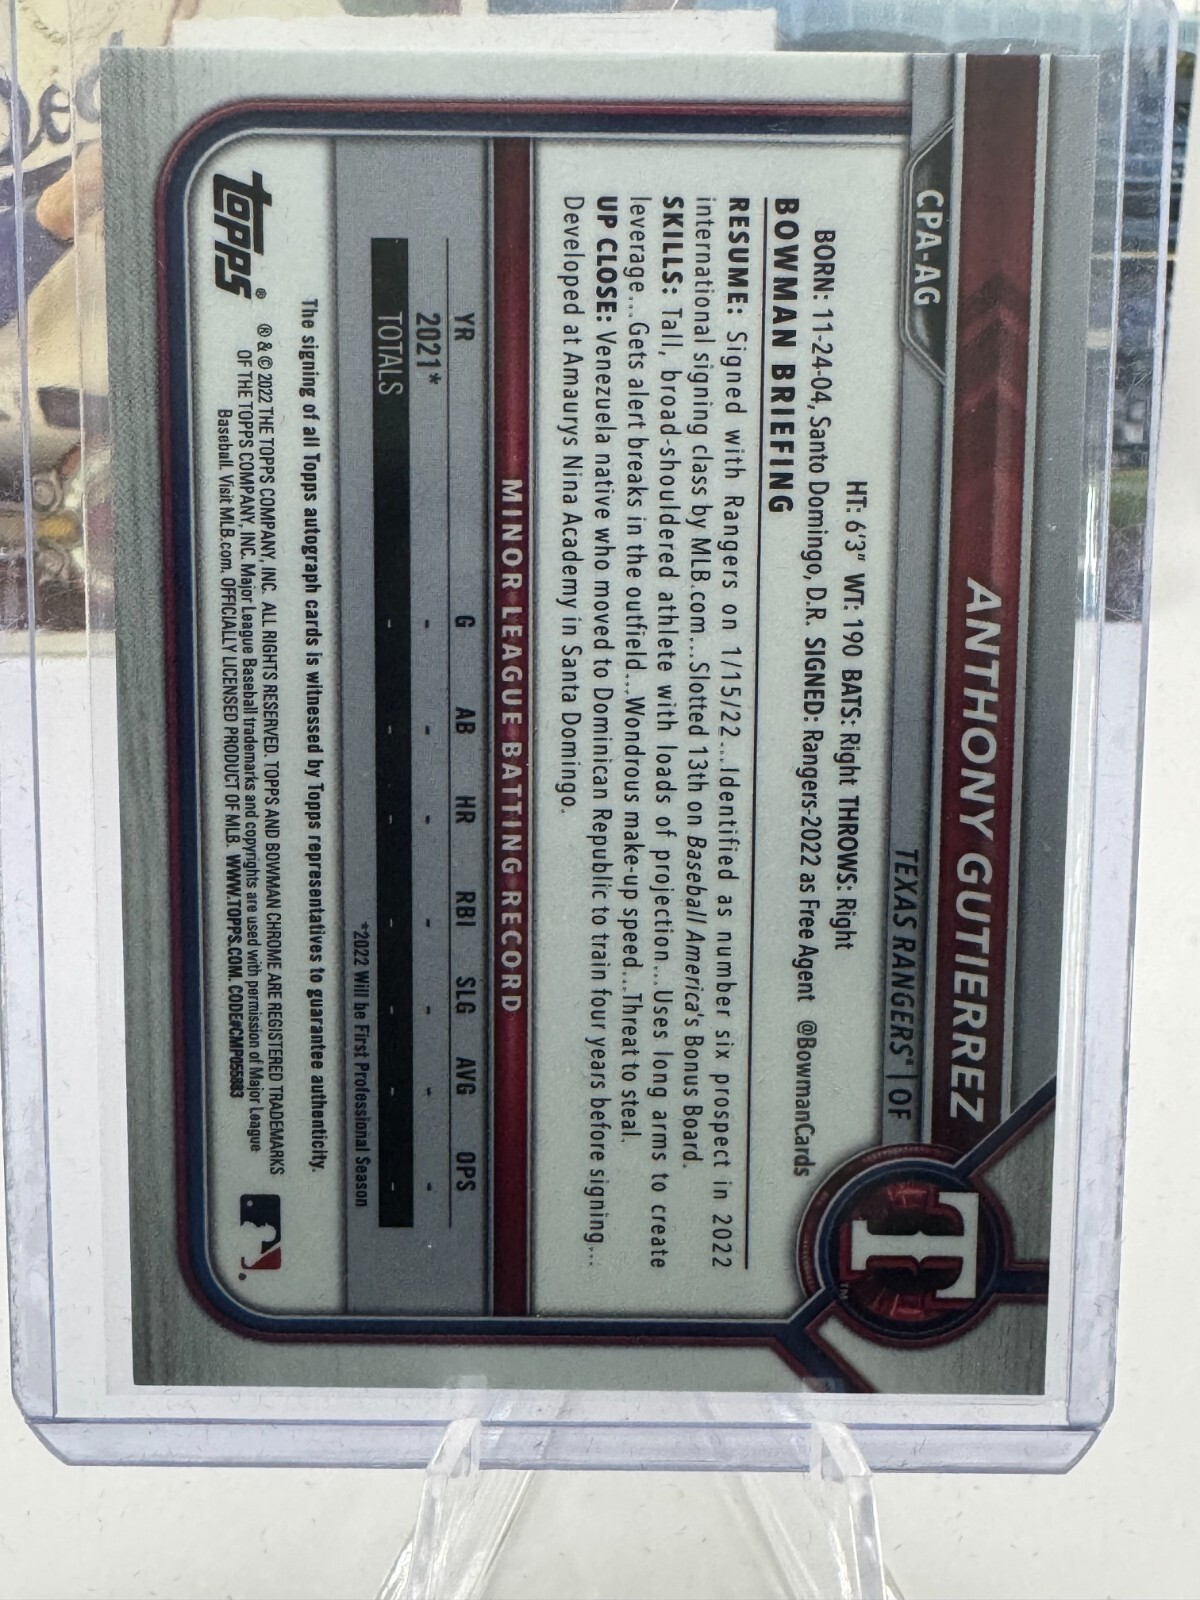 CPA-AG
ANTHONY GUTIERREZ
TEXAS RANGERS® | OF
T™
HT: 6'3" WT: 190 BATS: Right THROWS: Right
BORN: 11-24-04, Santo Domingo, D.R. SIGNED: Rangers-2022 as Free Agent @BowmanCards
BOWMAN BRIEFING
RESUME: Signed with Rangers on 1/15/22...Identified as number six prospect in 2022
international signing class by MLB.com...Slotted 13th on Baseball America's Bonus Board.
SKILLS: Tall, broad-shouldered athlete with loads of projection...Uses long arms to create
leverage...Gets alert breaks in the outfield...Wondrous make-up speed...Threat to steal.
UP CLOSE: Venezuela native who moved to Dominican Republic to train four years before signing...
Developed at Amaurys Nina Academy in Santa Domingo.
MINOR LEAGUE BATTING RECORD
YR G AB HR RBI SLG AVG OPS
2021* - - - - - - -
TOTALS - - - - - - -
*2022 Will be First Professional Season
The signing of all Topps autograph cards is witnessed by Topps representatives to guarantee authenticity.
topps®
® & © 2022 THE TOPPS COMPANY, INC. ALL RIGHTS RESERVED. TOPPS AND BOWMAN CHROME ARE REGISTERED TRADEMARKS
OF THE TOPPS COMPANY, INC. Major League Baseball trademarks and copyrights are used with permission of Major League
Baseball. Visit MLB.com. OFFICIALLY LICENSED PRODUCT OF MLB. WWW.TOPPS.COM. CODE#CMP055883